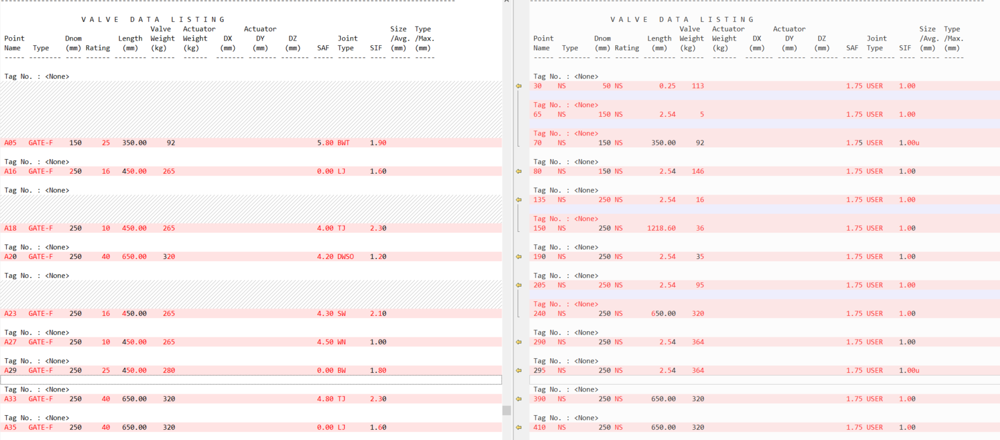 V A L V E   D A T A   L I S T I N G
Valve Actuator Actuator Size Type
Point Dnom Length Weight Weight DX DY DZ Joint /Avg. /Max.
Name Type (mm) Rating (mm) (kg) (kg) (mm) (mm) (mm) SAF Type SIF (mm) (mm)
Tag No. : <None>
A05 GATE-F 150 25 350.00 92 5.80 BWT 1.90
Tag No. : <None>
A16 GATE-F 250 16 450.00 265 0.00 LJ 1.60
Tag No. : <None>
A18 GATE-F 250 10 450.00 265 4.00 TJ 2.30
Tag No. : <None>
A20 GATE-F 250 40 650.00 320 4.20 DWSO 1.20
Tag No. : <None>
A23 GATE-F 250 16 450.00 265 4.30 SW 2.10
Tag No. : <None>
A27 GATE-F 250 10 450.00 265 4.50 WN 1.00
Tag No. : <None>
A29 GATE-F 250 25 450.00 280 0.00 BW 1.80
Tag No. : <None>
A33 GATE-F 250 40 650.00 320 4.80 TJ 2.30
Tag No. : <None>
A35 GATE-F 250 40 650.00 320 0.00 LJ 1.60
V A L V E   D A T A   L I S T I N G
Valve Actuator Actuator Size Type
Point Dnom Length Weight Weight DX DY DZ Joint /Avg. /Max.
Name Type (mm) Rating (mm) (kg) (kg) (mm) (mm) (mm) SAF Type SIF (mm) (mm)
Tag No. : <None>
30 NS 50 NS 0.25 113 1.75 USER 1.00
Tag No. : <None>
65 NS 150 NS 2.54 5 1.75 USER 1.00
Tag No. : <None>
70 NS 150 NS 350.00 92 1.75 USER 1.00u
Tag No. : <None>
80 NS 150 NS 2.54 146 1.75 USER 1.00
Tag No. : <None>
135 NS 250 NS 2.54 16 1.75 USER 1.00
Tag No. : <None>
150 NS 250 NS 1218.60 36 1.75 USER 1.00
Tag No. : <None>
190 NS 250 NS 2.54 35 1.75 USER 1.00
Tag No. : <None>
205 NS 250 NS 2.54 95 1.75 USER 1.00
Tag No. : <None>
240 NS 250 NS 650.00 320 1.75 USER 1.00
Tag No. : <None>
290 NS 250 NS 2.54 364 1.75 USER 1.00
Tag No. : <None>
295 NS 250 NS 2.54 364 1.75 USER 1.00u
Tag No. : <None>
390 NS 250 NS 650.00 320 1.75 USER 1.00
Tag No. : <None>
410 NS 250 NS 650.00 320 1.75 USER 1.00